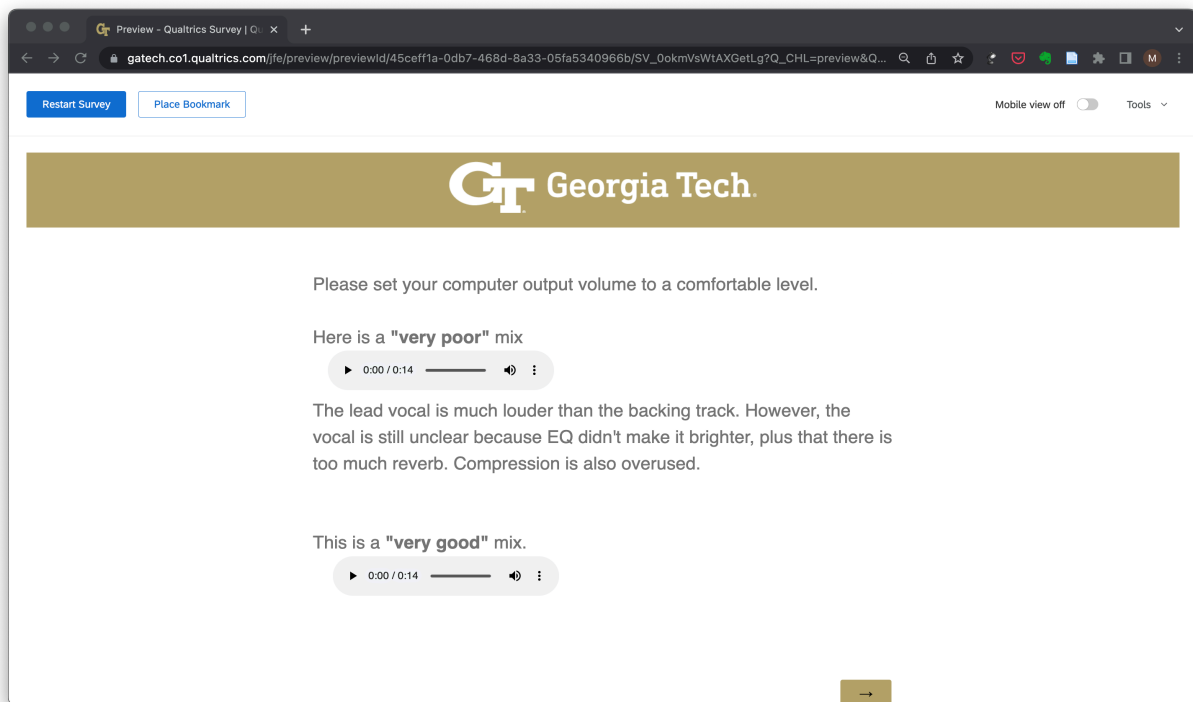 Preview - Qualtrics Survey | Qu
gatech.co1.qualtrics.com/jfe/preview/previewId/45ceff1a-0db7-468d-8a33-05fa5340966b/SV_0okmVsWtAXGetLg?Q_CHL=preview&Q...
M
Restart Survey
Place Bookmark
Mobile view off
Tools
GT Georgia Tech.
Please set your computer output volume to a comfortable level.
Here is a "very poor" mix
0:00 / 0:14
The lead vocal is much louder than the backing track. However, the
vocal is still unclear because EQ didn't make it brighter, plus that there is
too much reverb. Compression is also overused.
This is a "very good" mix.
0:00 / 0:14
→